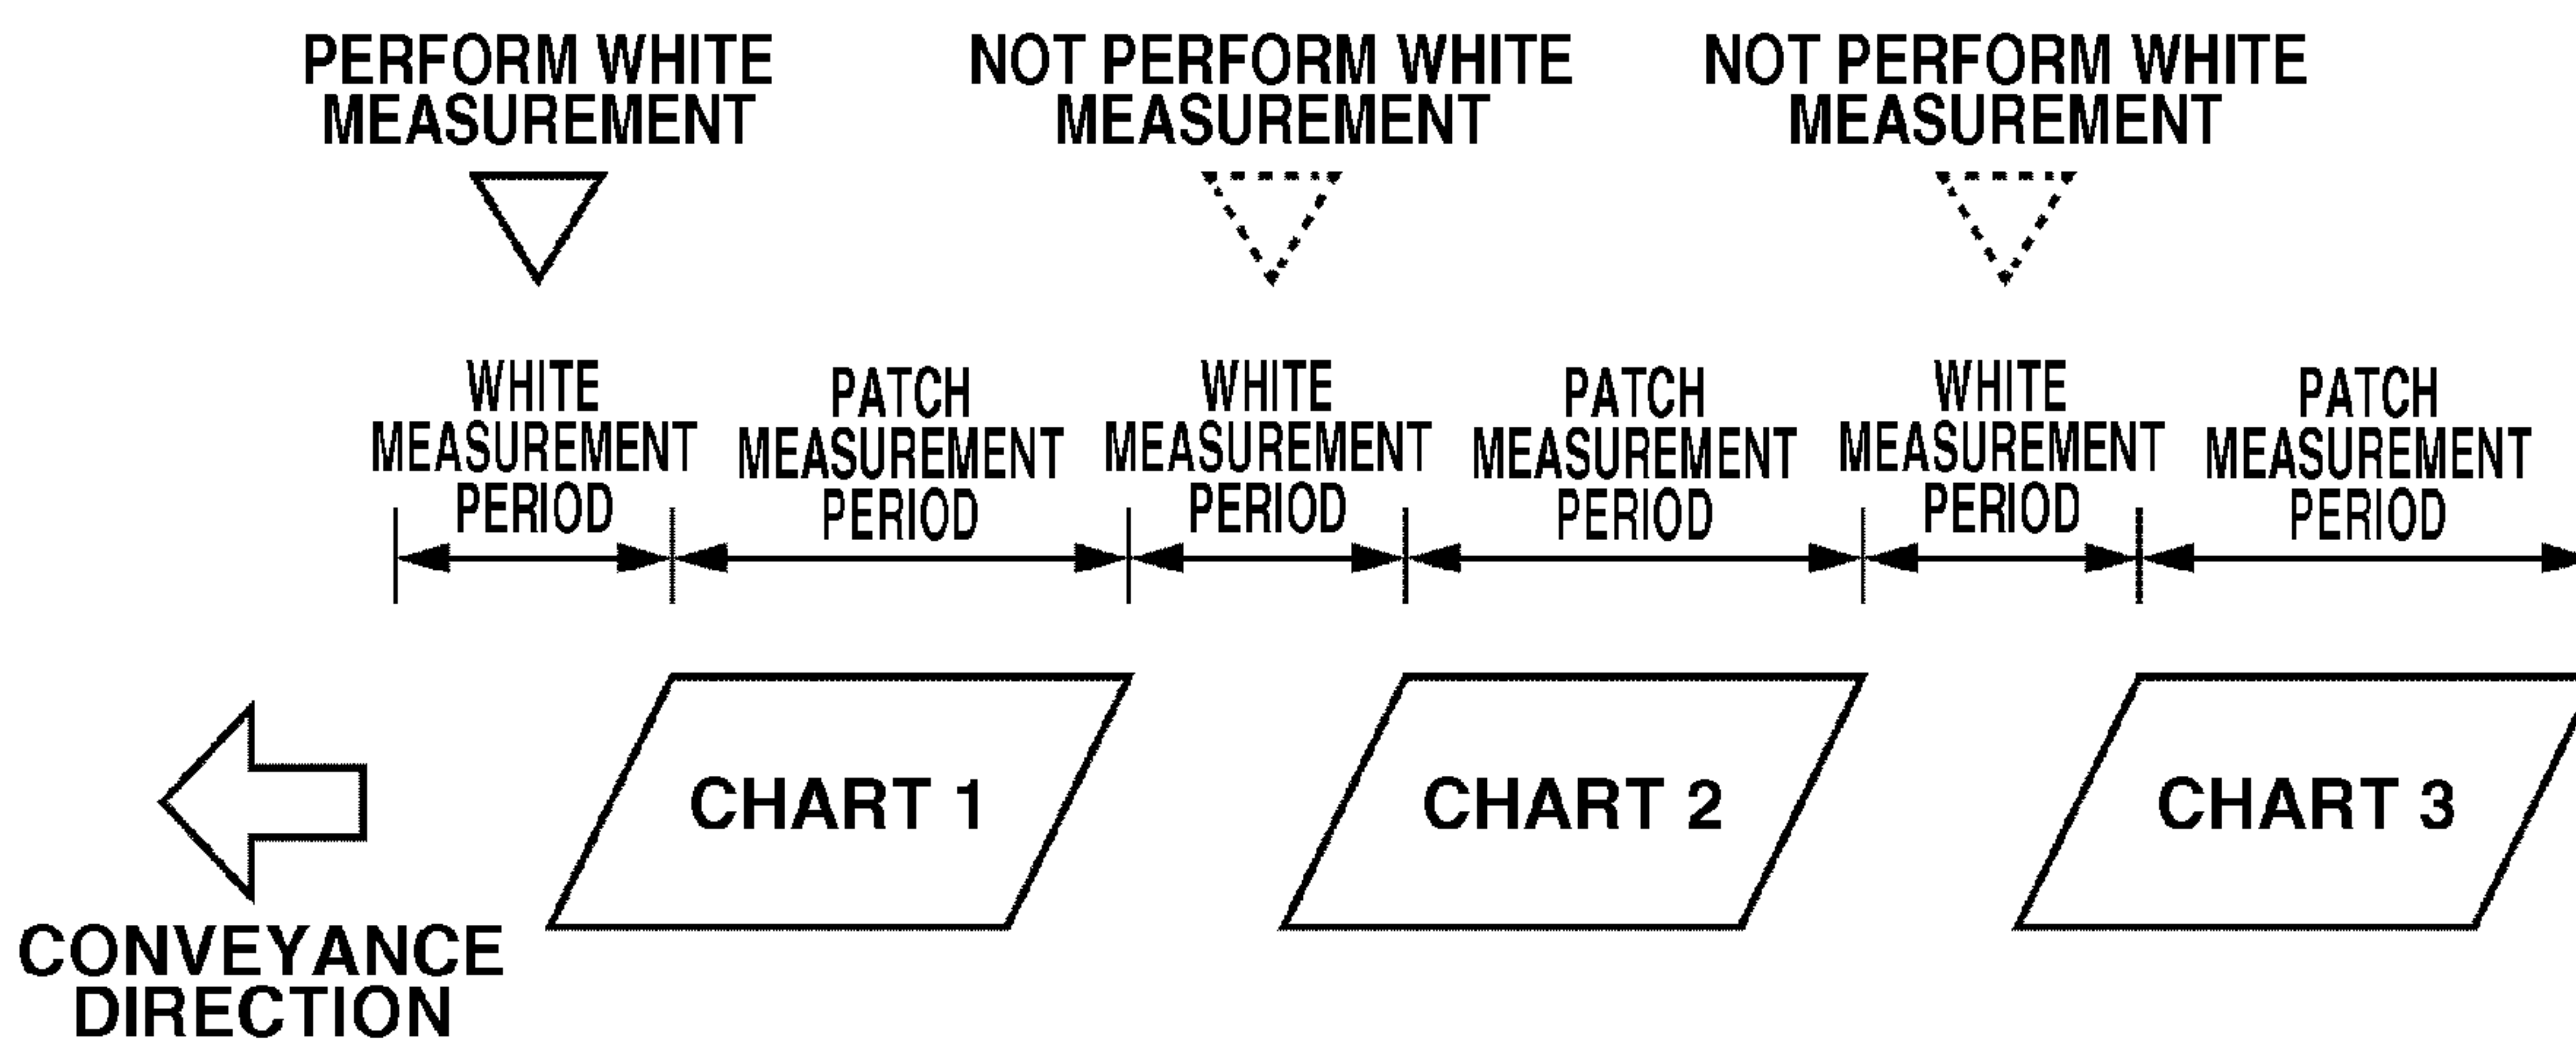 PERFORM WHITE
MEASUREMENT
NOT PERFORM WHITE
MEASUREMENT
NOT PERFORM WHITE
MEASUREMENT
WHITE
MEASUREMENT
PERIOD
PATCH
MEASUREMENT
PERIOD
WHITE
MEASUREMENT
PERIOD
PATCH
MEASUREMENT
PERIOD
WHITE
MEASUREMENT
PERIOD
PATCH
MEASUREMENT
PERIOD
CHART 1
CHART 2
CHART 3
CONVEYANCE
DIRECTION